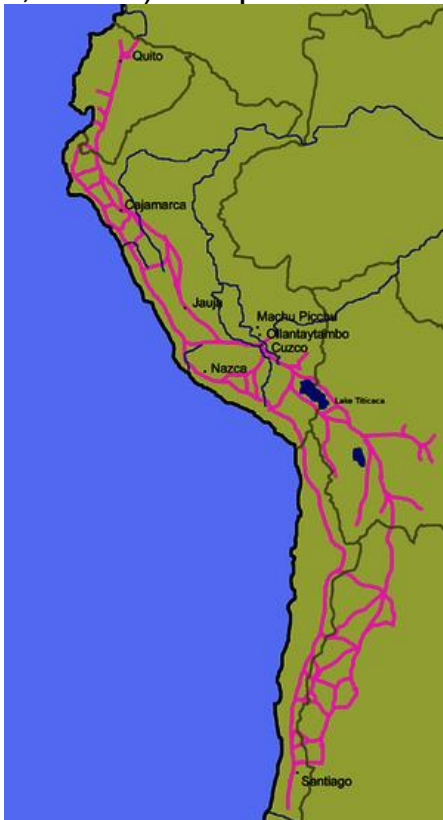 Quito
Cajamarca
Jauja
Machu Picchu
Ollantaytambo
Cuzco
Nazca
Lake Titicaca
Santiago